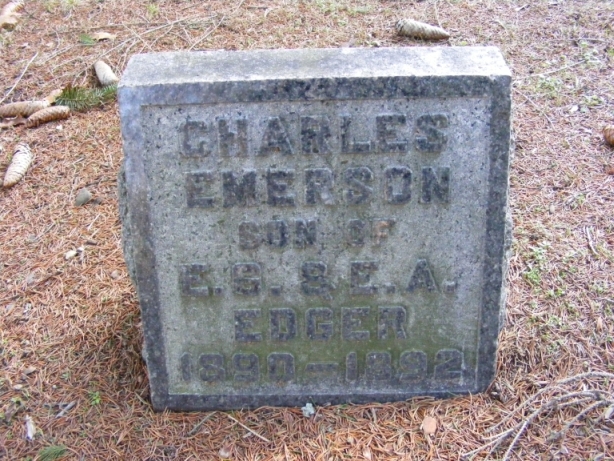 CHARLES
EMERSON
SON OF
E.G. & E.A.
EDGER
1890-1892